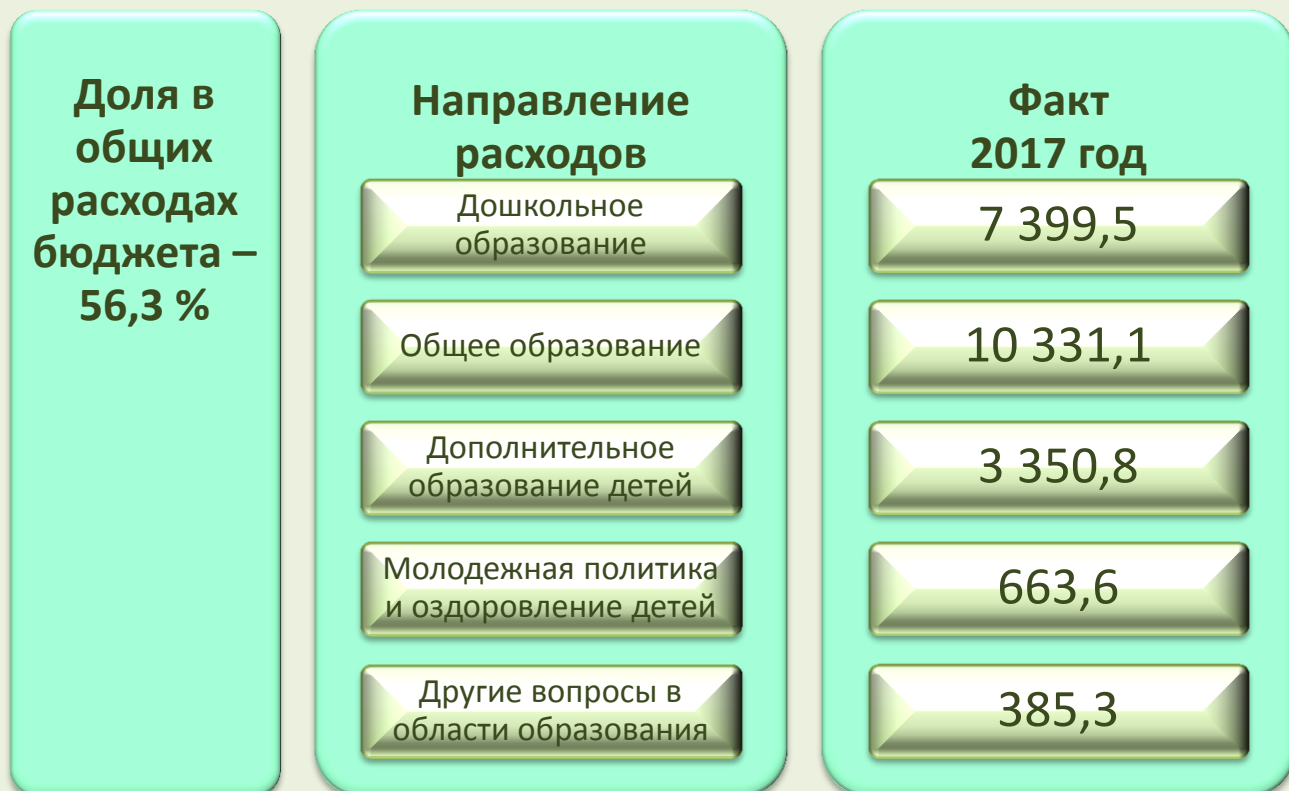 Доля в
общих
расходах
бюджета –
56,3 %
Направление
расходов
Дошкольное
образование
Общее образование
Дополнительное
образование детей
Молодежная политика
и оздоровление детей
Другие вопросы в
области образования
Факт
2017 год
7 399,5
10 331,1
3 350,8
663,6
385,3